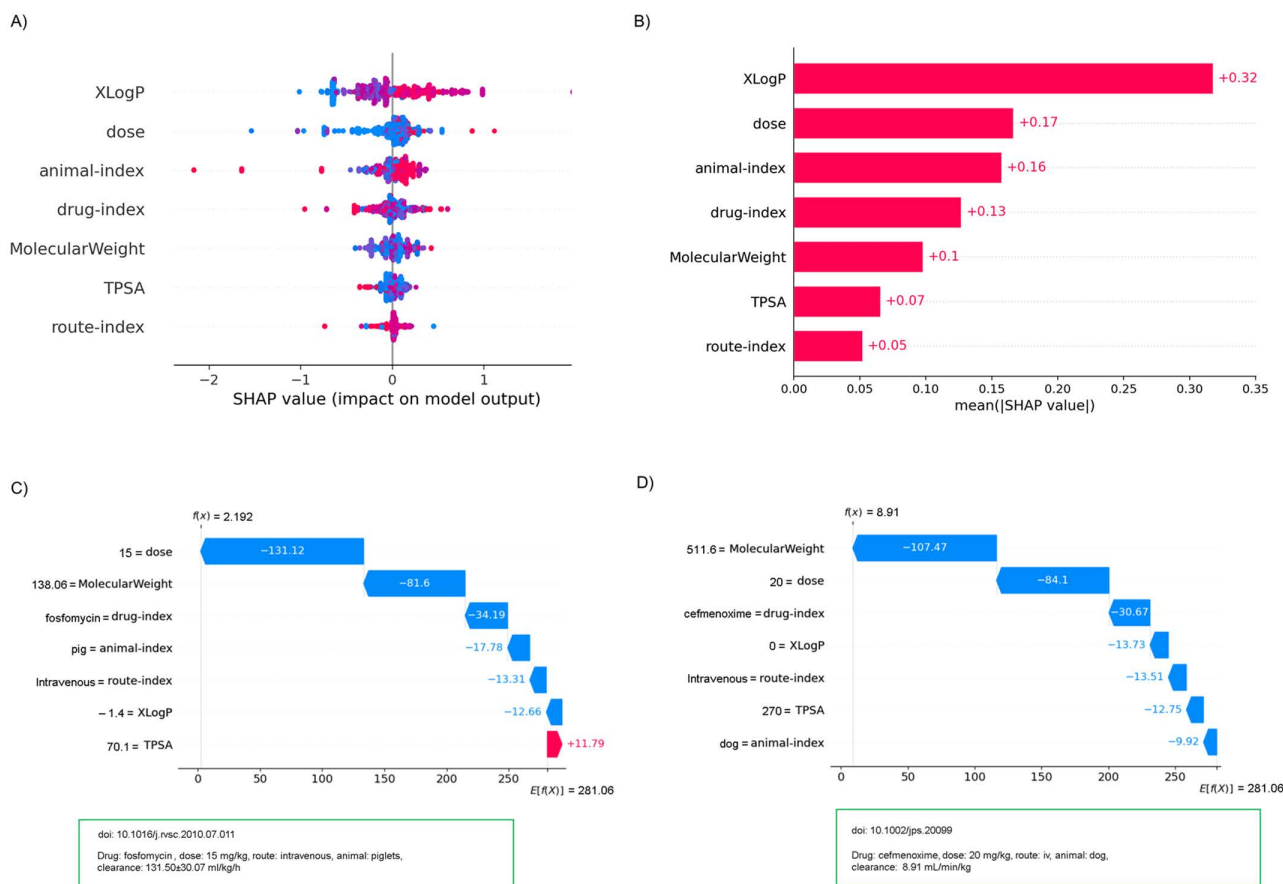 A)
XLogP
dose
animal-index
drug-index
MolecularWeight
TPSA
route-index
−2
−1
0
1
SHAP value (impact on model output)
B)
XLogP
+0.32
dose
+0.17
animal-index
+0.16
drug-index
+0.13
MolecularWeight
+0.1
TPSA
+0.07
route-index
+0.05
0.00
0.05
0.10
0.15
0.20
0.25
0.30
0.35
mean(|SHAP value|)
C)
f(x) = 2.192
15 = dose
−131.12
138.06 = MolecularWeight
−81.6
fosfomycin = drug-index
−34.19
pig = animal-index
−17.78
Intravenous = route-index
−13.31
− 1.4 = XLogP
−12.66
70.1 = TPSA
+11.79
0
50
100
150
200
250
E[f(X)] = 281.06
doi: 10.1016/j.rvsc.2010.07.011
Drug: fosfomycin , dose: 15 mg/kg, route: intravenous, animal: piglets,
clearance: 131.50±30.07 ml/kg/h
D)
f(x) = 8.91
511.6 = MolecularWeight
−107.47
20 = dose
−84.1
cefmenoxime = drug-index
−30.67
0 = XLogP
−13.73
Intravenous = route-index
−13.51
270 = TPSA
−12.75
dog = animal-index
−9.92
0
50
100
150
200
250
E[f(X)] = 281.06
doi: 10.1002/jps.20099
Drug: cefmenoxime, dose: 20 mg/kg, route: iv, animal: dog,
clearance: 8.91 mL/min/kg